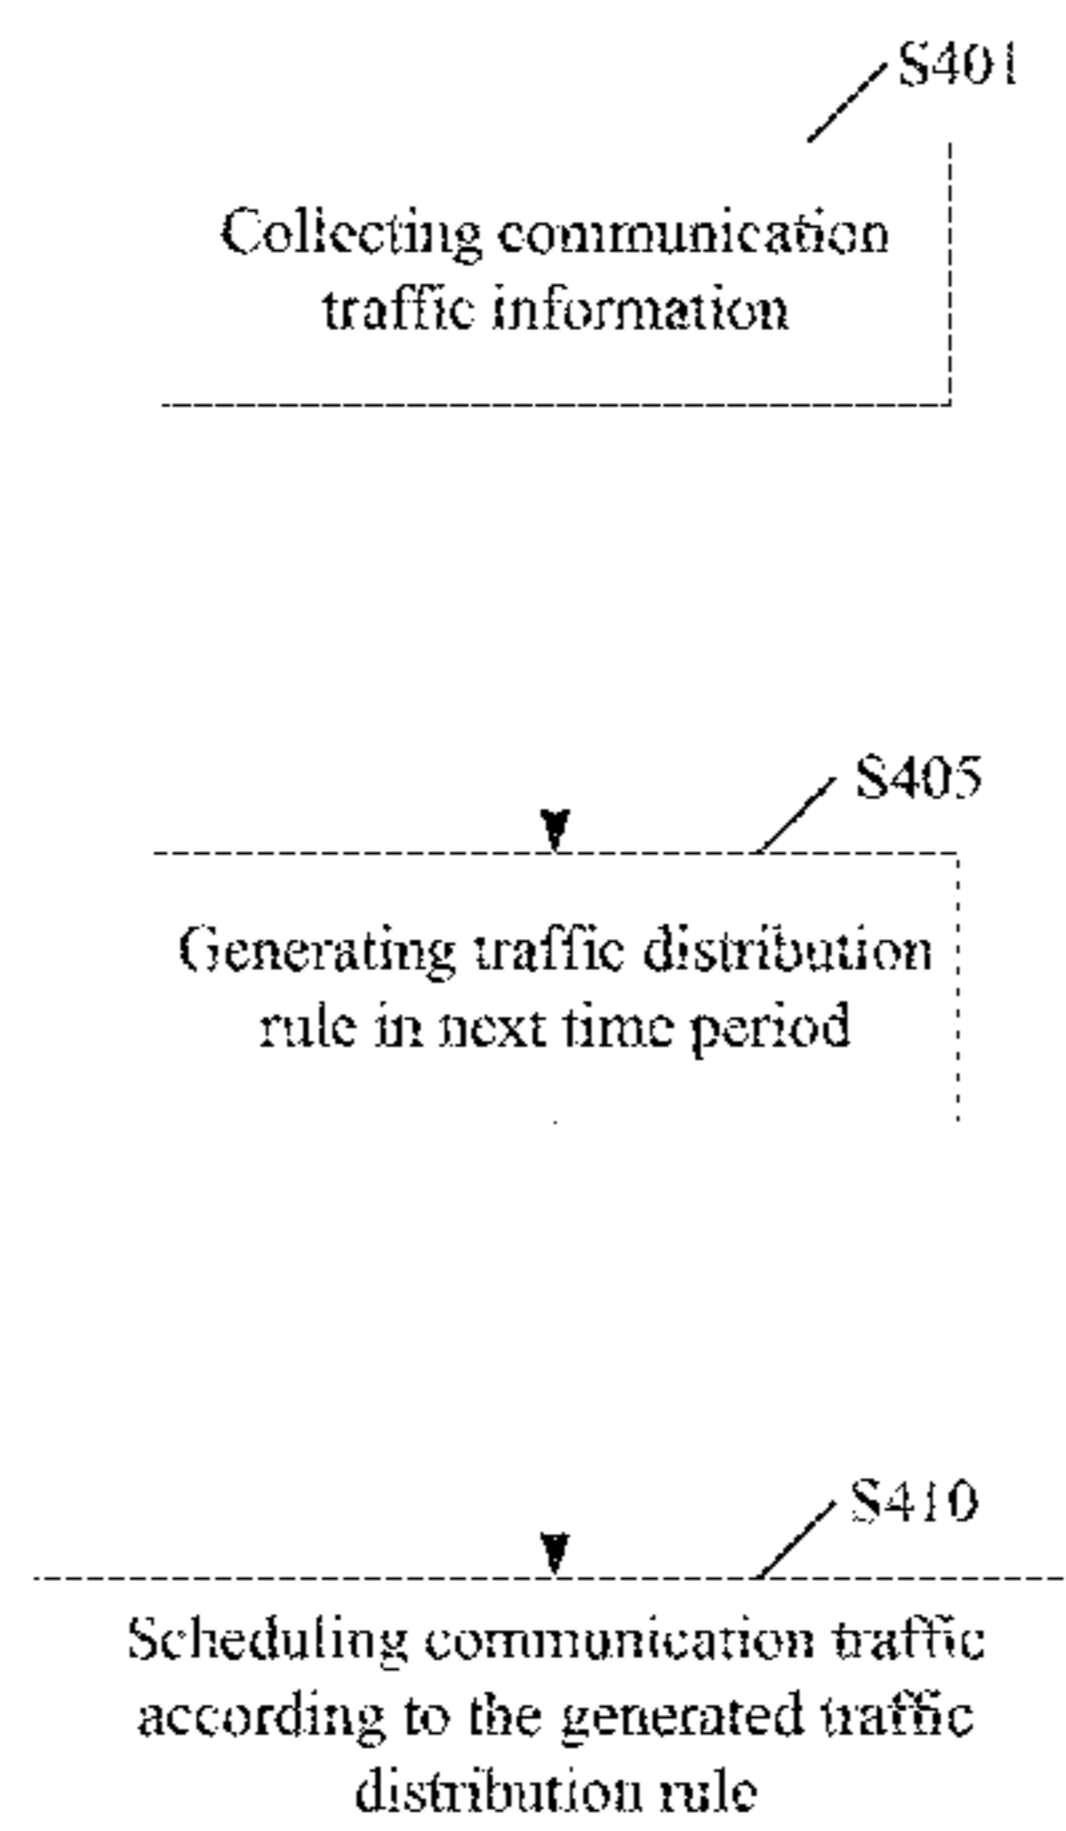 S401
Collecting communication
traffic information
S405
Generating traffic distribution
rule in next time period
S410
Scheduling communication traffic
according to the generated traffic
distribution rule